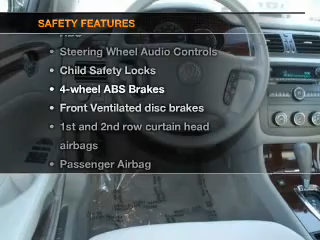 SAFETY FEATURES
• Steering Wheel Audio Controls
• Child Safety Locks
• 4-wheel ABS Brakes
• Front Ventilated disc brakes
• 1st and 2nd row curtain head
airbags
• Passenger Airbag